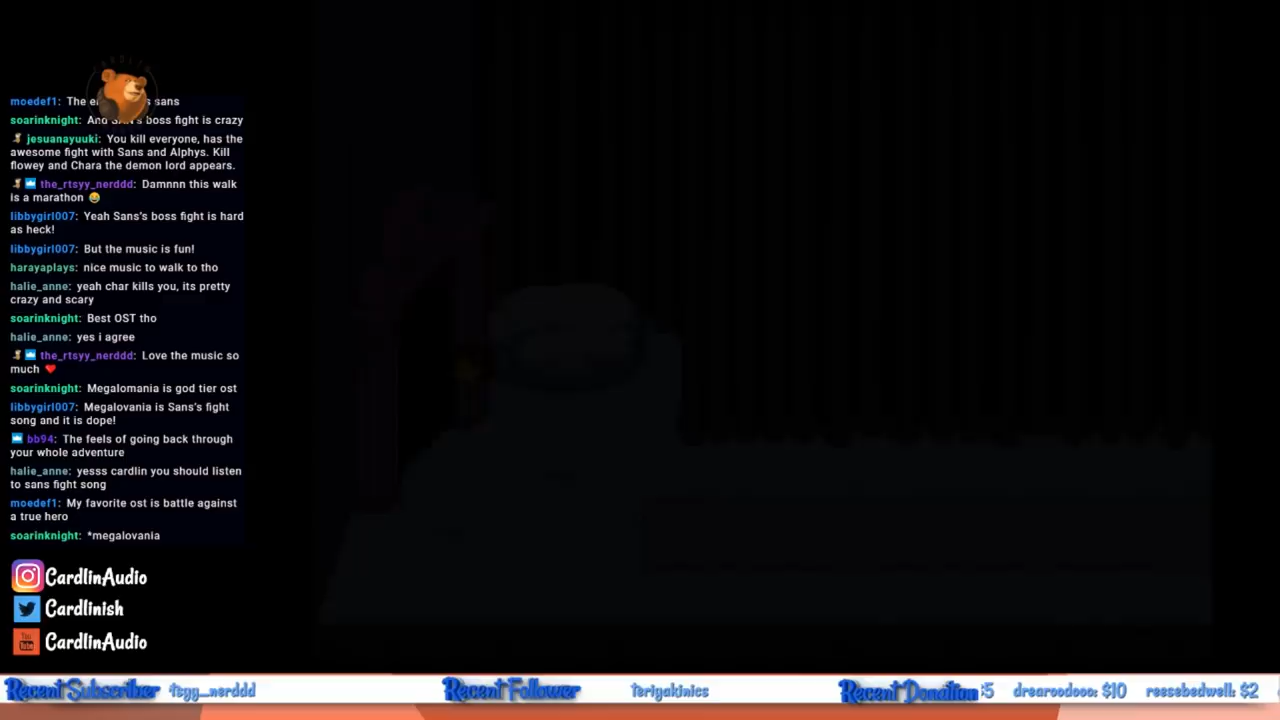 moedef1: The sans
soarinknight: And boss fight is crazy
jesuanayuuki: You kill everyone, has the
awesome fight with Sans and Alphys. Kill
flowey and Chara the demon lord appears.
the_rtsyy_nerddd: Damnnn this walk
is a marathon 😂
libbygirl007: Yeah Sans's boss fight is hard
as heck!
libbygirl007: But the music is fun!
harayaplays: nice music to walk to tho
halie_anne: yeah char kills you, its pretty
crazy and scary
soarinknight: Best OST tho
halie_anne: yes i agree
the_rtsyy_nerddd: Love the music so
much ❤️
soarinknight: Megalomania is god tier ost
libbygirl007: Megalovania is Sans's fight
song and it is dope!
bb94: The feels of going back through
your whole adventure
halie_anne: yesss cardlin you should listen
to sans fight song
moedef1: My favorite ost is battle against
a true hero
soarinknight: *megalovania
CardlinAudio
Cardlinish
You Tube CardlinAudio
Recent Subscriber tsyy_nerddd Recent Follower teriyakinics Recent Donation :5 drearoodooo: $10 reesebedwell: $2